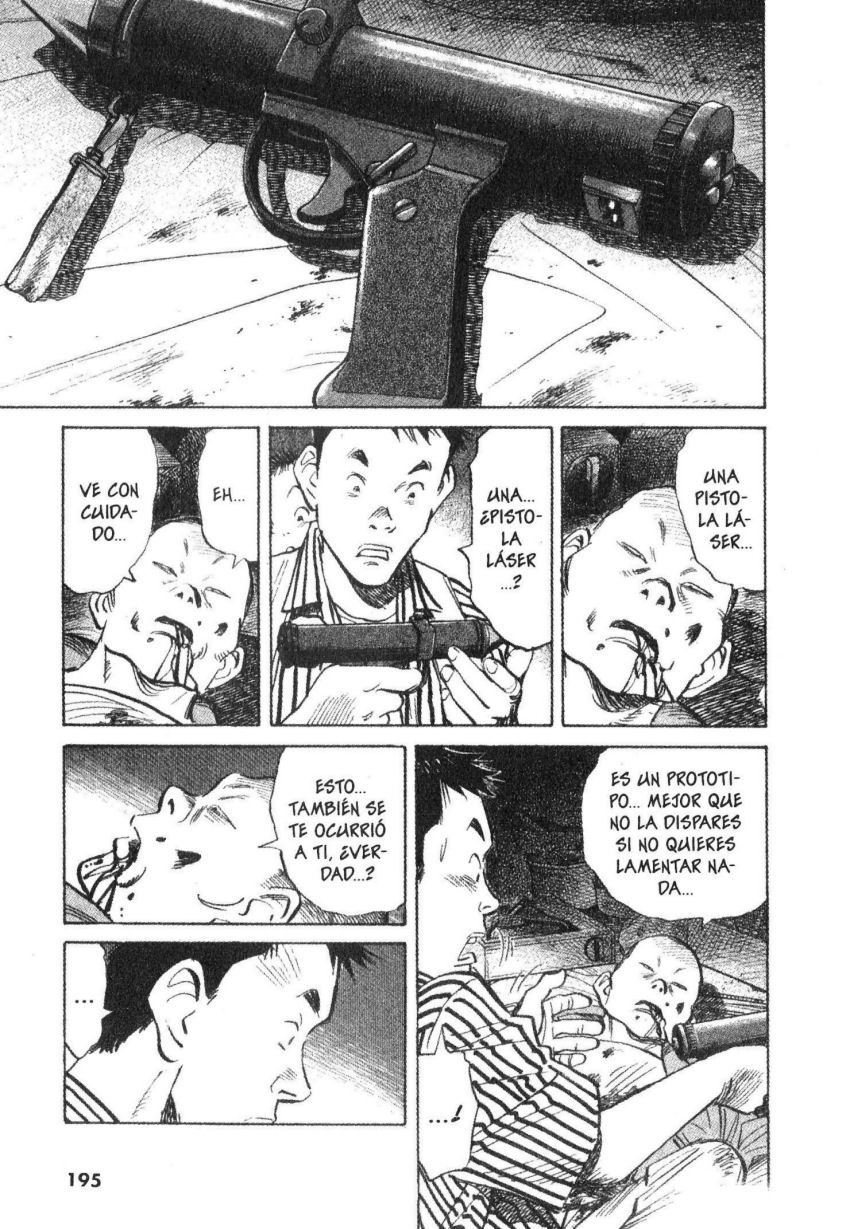 UNA
PISTO-
LA LÁ-
SER...
UNA...
¿PISTO-
LA
LÁSER
...?
EH...
VE CON
CUIDA-
DO...
ES UN PROTOTI-
PO... MEJOR QUE
NO LA DISPARES
SI NO QUIERES
LAMENTAR NA-
DA...
...!
ESTO...
TAMBIÉN SE
TE OCURRIÓ
A TI, ¿VER-
DAD...?
...
195